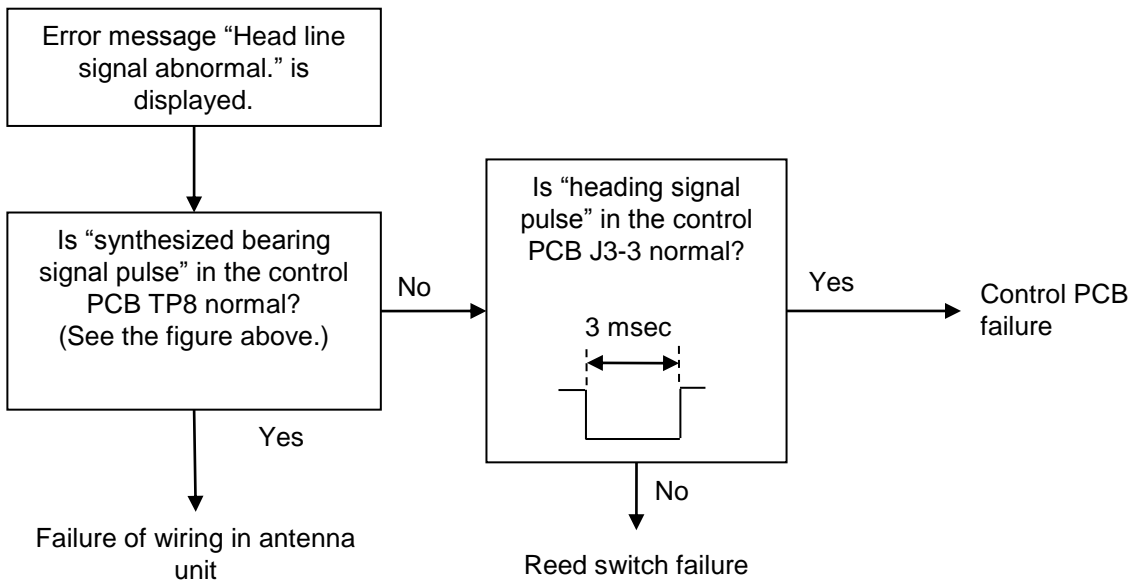 Error message “Head line
signal abnormal.” is
displayed.
Is “synthesized bearing
signal pulse” in the control
PCB TP8 normal?
(See the figure above.)
No
Yes
Failure of wiring in antenna
unit
Is “heading signal
pulse” in the control
PCB J3-3 normal?
3 msec
Yes
Control PCB
failure
No
Reed switch failure